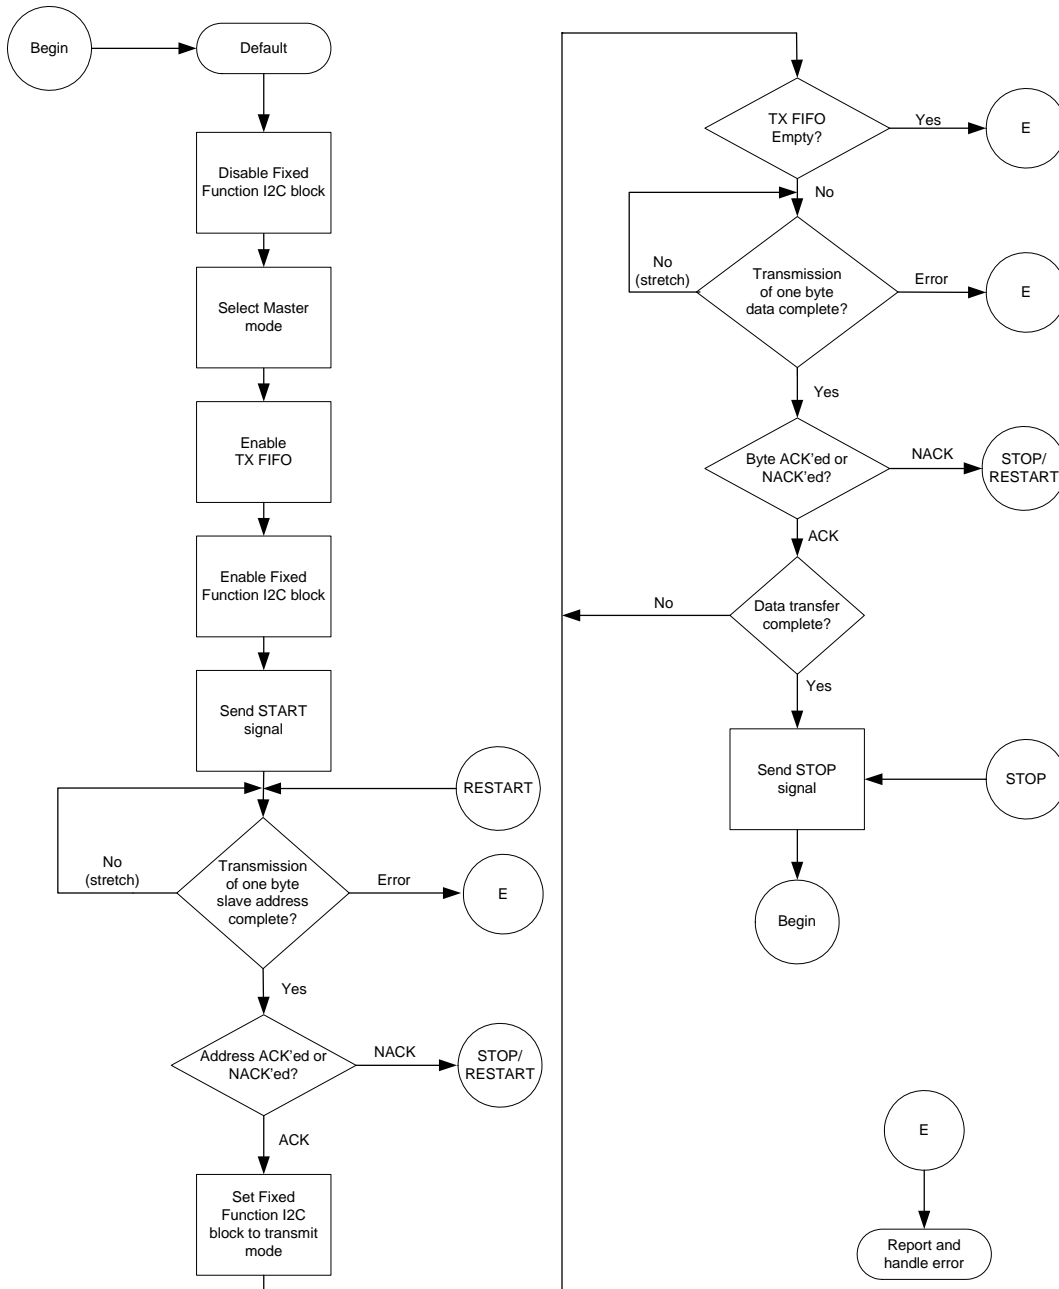 Begin
Default
Disable Fixed
Function I2C block
Select Master
mode
Enable
TX FIFO
Enable Fixed
Function I2C block
Send START
signal
RESTART
No
(stretch)
Transmission
of one byte
slave address
complete?
Error
E
Yes
Address ACK'ed or
NACK'ed?
NACK
STOP/
RESTART
ACK
Set Fixed
Function I2C
block to transmit
mode
TX FIFO
Empty?
Yes
E
No
No
(stretch)
Transmission
of one byte
data complete?
Error
E
Yes
Byte ACK'ed or
NACK'ed?
NACK
STOP/
RESTART
ACK
No
Data transfer
complete?
Yes
Send STOP
signal
STOP
Begin
E
Report and
handle error